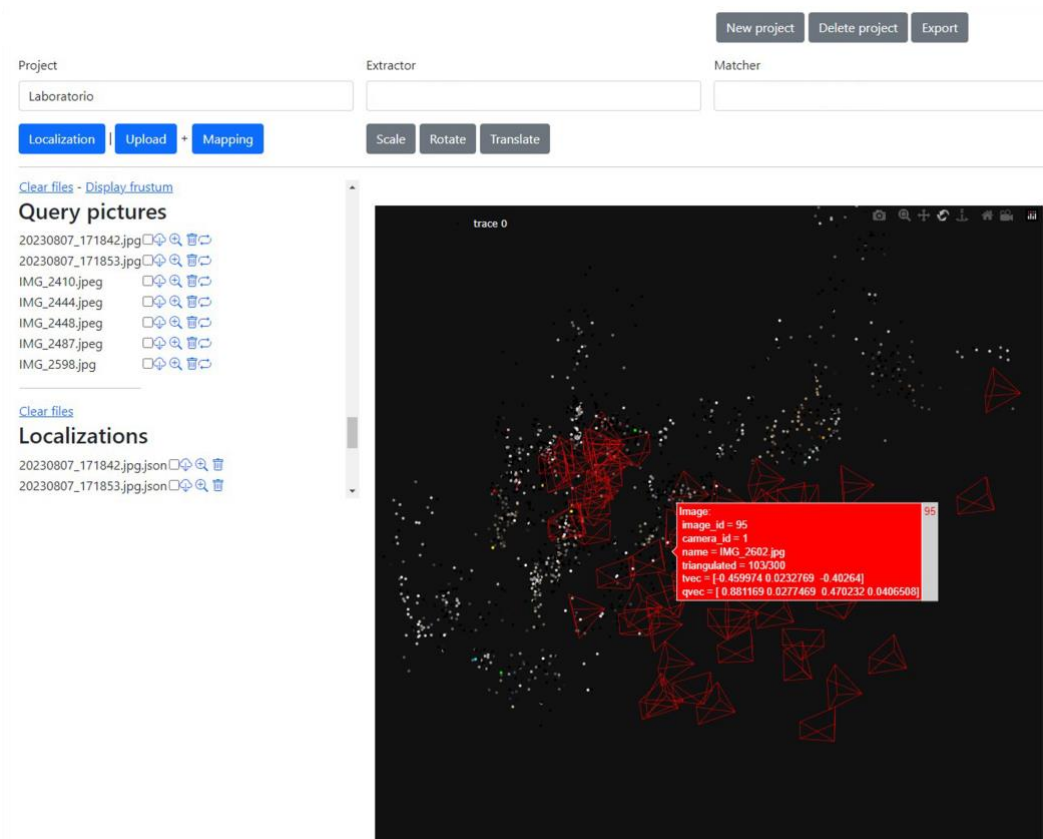 New project Delete project Export
Project Extractor Matcher
Laboratorio
Localization | Upload + Mapping Scale Rotate Translate
Clear files - Display frustum
Query pictures
20230807_171842.jpg
20230807_171853.jpg
IMG_2410.jpeg
IMG_2444.jpeg
IMG_2448.jpeg
IMG_2487.jpeg
IMG_2598.jpg
Clear files
Localizations
20230807_171842.jpg.json
20230807_171853.jpg.json
trace 0
Image: 95
image_id = 95
camera_id = 1
name = IMG_2602.jpg
triangulated = 103/300
tvec = [-0.459974 0.0232769 -0.40264]
qvec = [ 0.881169 0.0277469 0.470232 0.0406508]